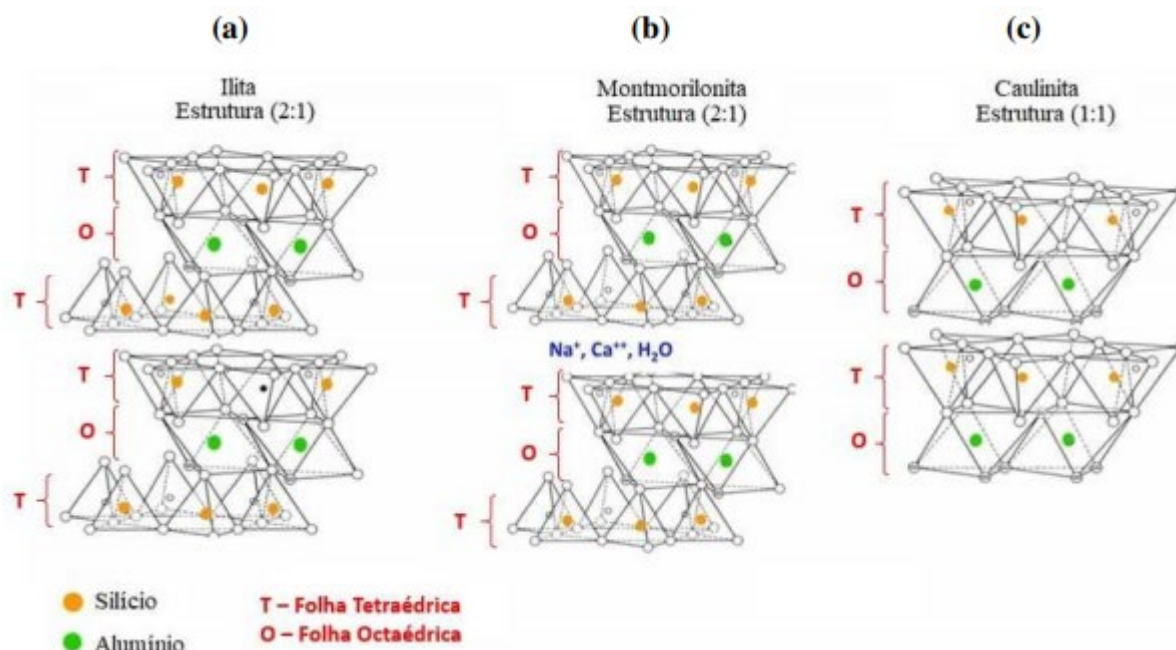 (a)
Ilita
Estrutura (2:1)
T
O
T
T
O
T
(b)
Montmorilonita
Estrutura (2:1)
T
O
T
Na⁺, Ca⁺⁺, H₂O
T
O
T
(c)
Caulinita
Estrutura (1:1)
T
O
T
O
Silício
Alumínio
T – Folha Tetraédrica
O – Folha Octaédrica